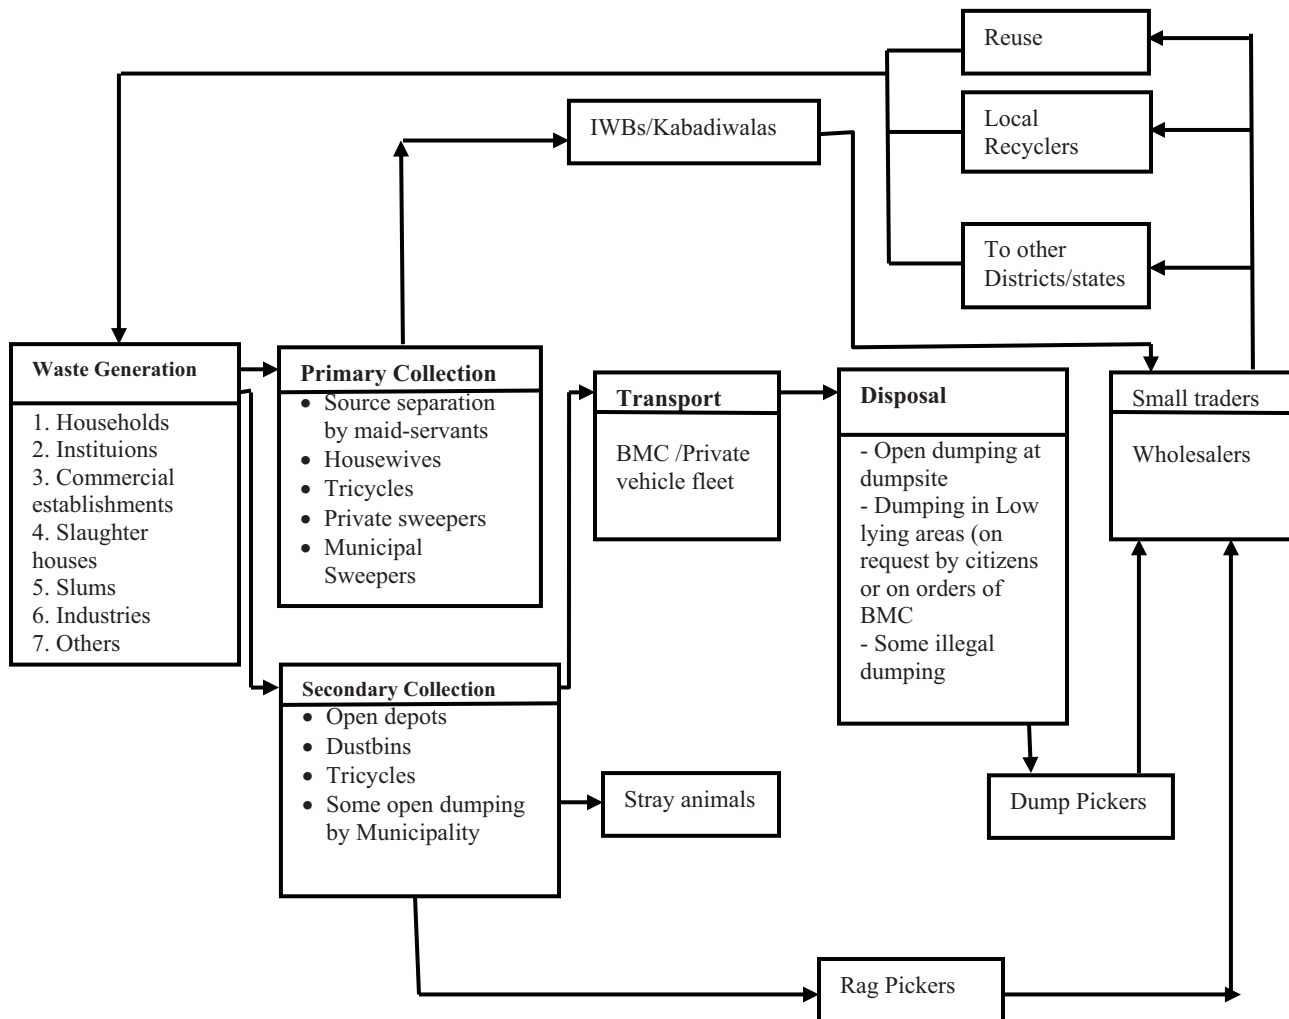 Reuse
IWBs/Kabadiwalas
Local
Recyclers
To other
Districts/states
Waste Generation
1. Households
2. Instituions
3. Commercial
establishments
4. Slaughter
houses
5. Slums
6. Industries
7. Others
Primary Collection
• Source separation
by maid-servants
• Housewives
• Tricycles
• Private sweepers
• Municipal
Sweepers
Transport
BMC /Private
vehicle fleet
Disposal
- Open dumping at
dumpsite
- Dumping in Low
lying areas (on
request by citizens
or on orders of
BMC
- Some illegal
dumping
Small traders
Wholesalers
Secondary Collection
• Open depots
• Dustbins
• Tricycles
• Some open dumping
by Municipality
Stray animals
Dump Pickers
Rag Pickers